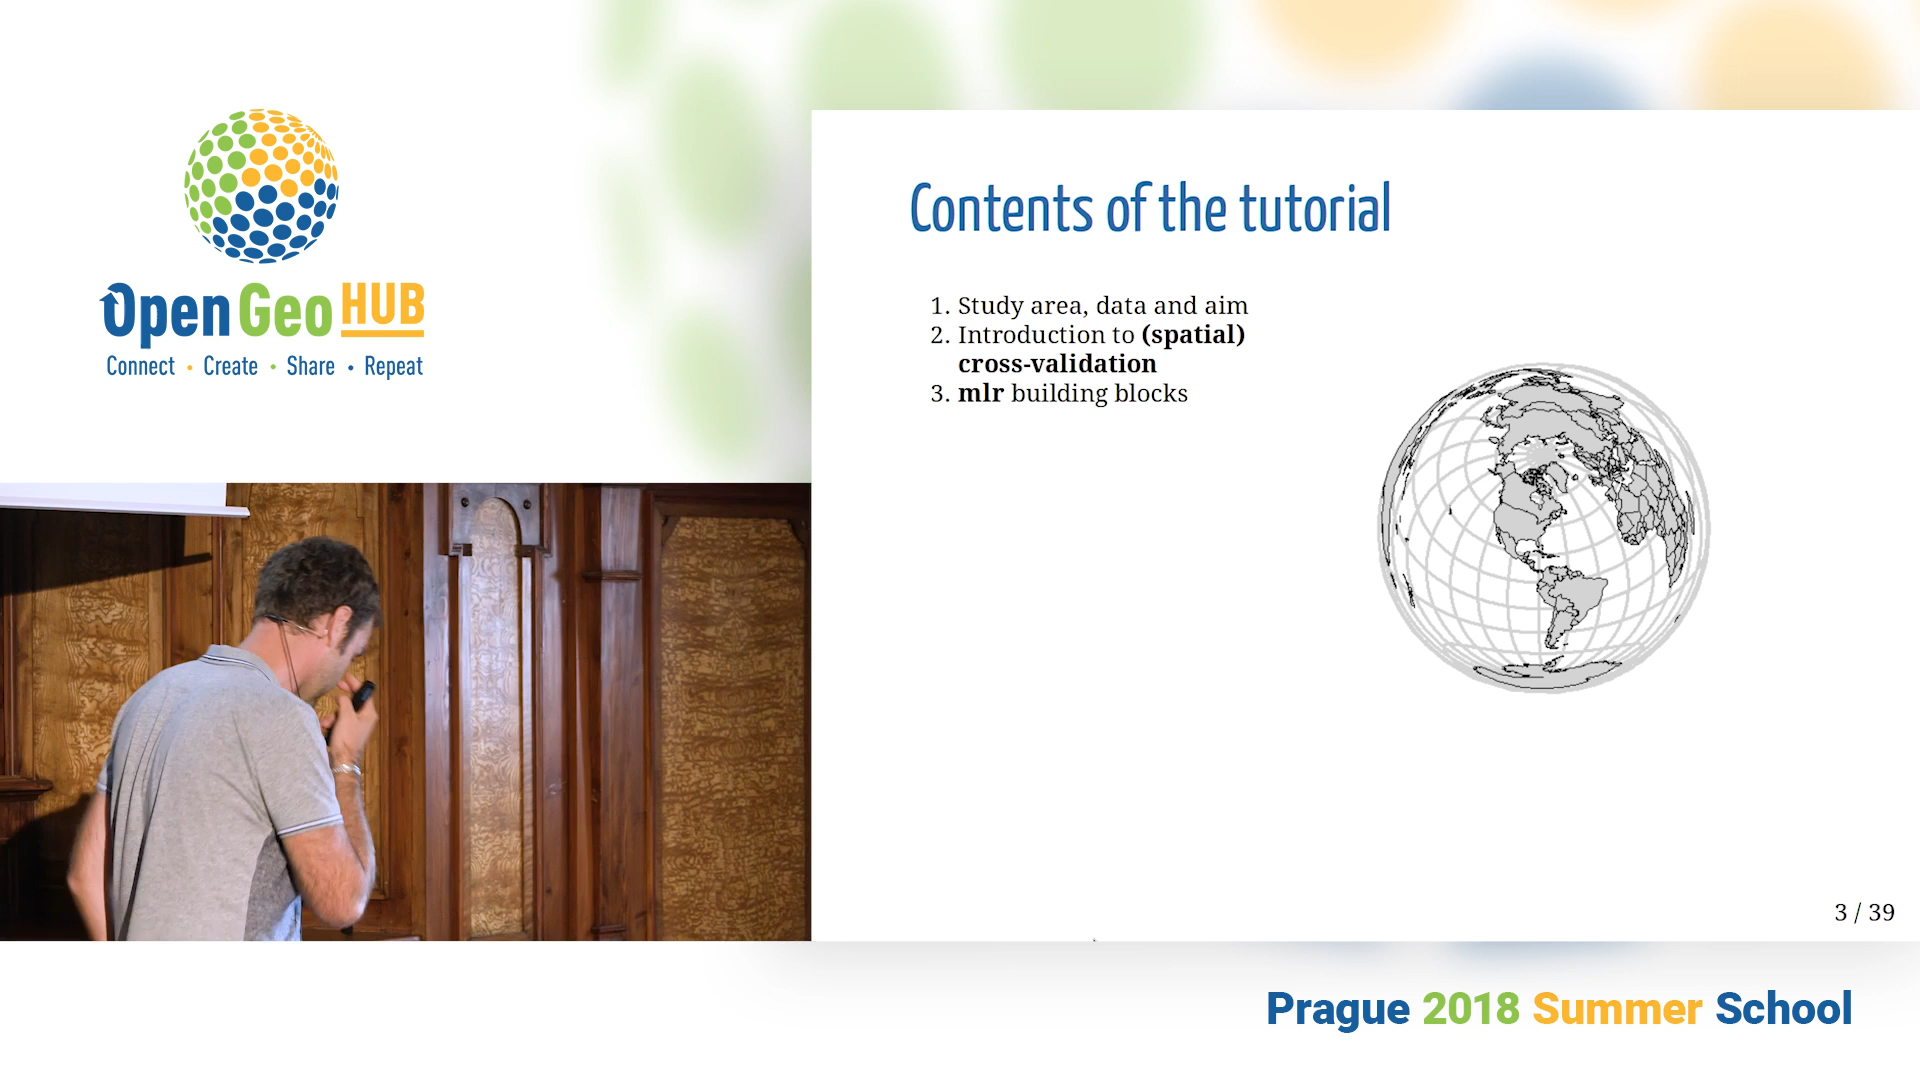 Open Geo HUB
Connect • Create • Share • Repeat
Contents of the tutorial
1. Study area, data and aim
2. Introduction to (spatial)
cross-validation
3. mlr building blocks
3 / 39
Prague 2018 Summer School